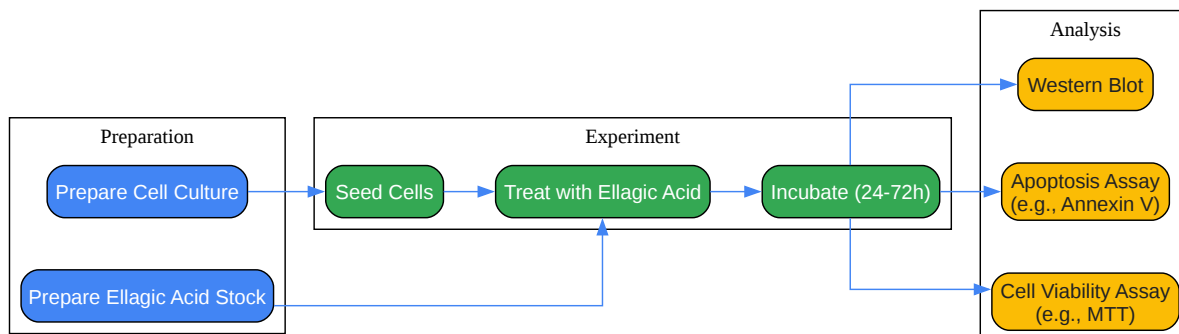 Preparation
Prepare Cell Culture
Prepare Ellagic Acid Stock
Experiment
Seed Cells
Treat with Ellagic Acid
Incubate (24-72h)
Analysis
Western Blot
Apoptosis Assay
(e.g., Annexin V)
Cell Viability Assay
(e.g., MTT)